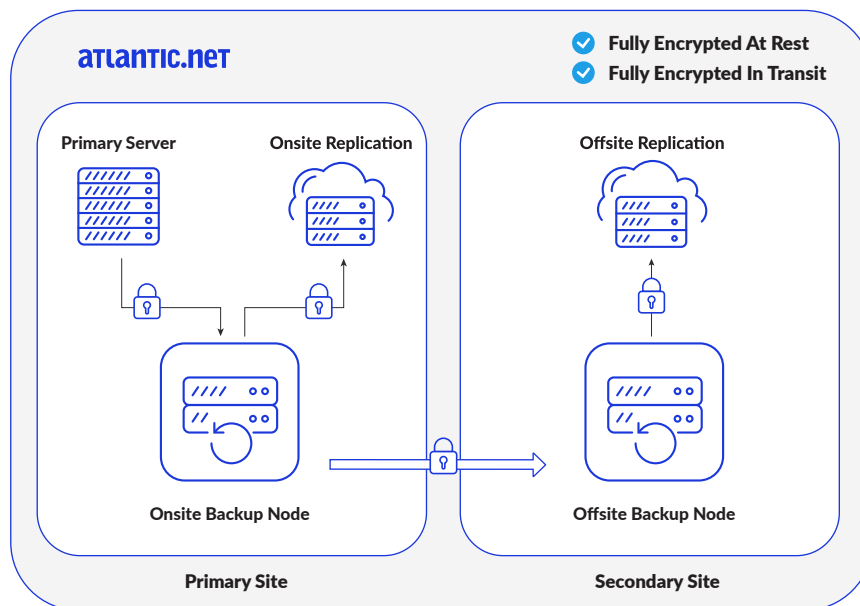 atlantic.net
Fully Encrypted At Rest
Fully Encrypted In Transit
Primary Server
Onsite Replication
Offsite Replication
Onsite Backup Node
Offsite Backup Node
Primary Site
Secondary Site